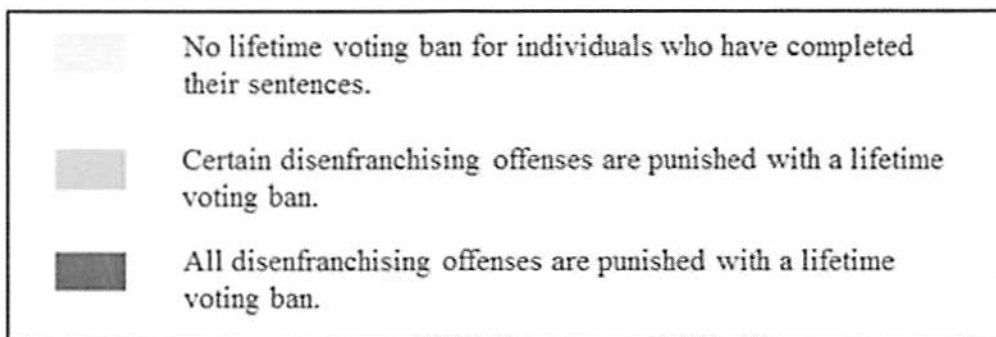 No lifetime voting ban for individuals who have completed
their sentences.
Certain disenfranchising offenses are punished with a lifetime
voting ban.
All disenfranchising offenses are punished with a lifetime
voting ban.